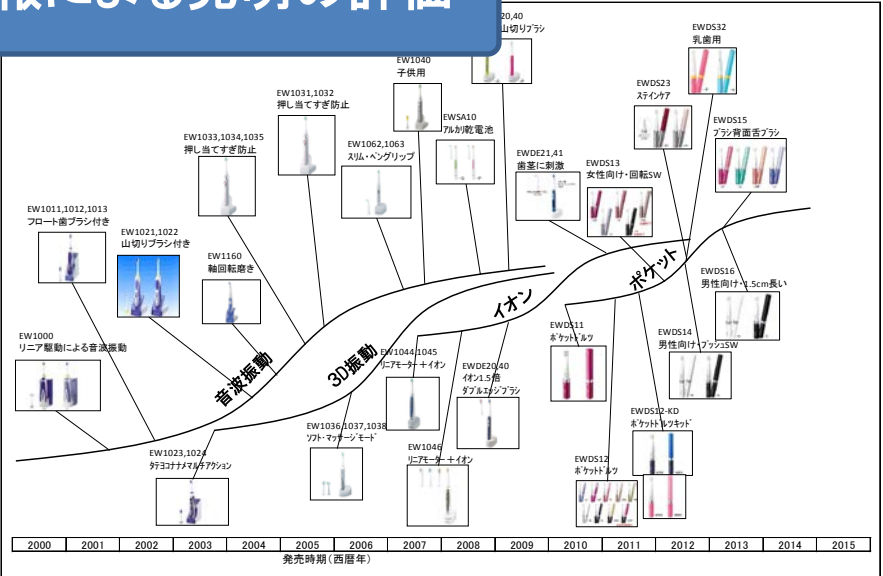 報による発明の評価
20,40
山切りブラシ
EWDS32
乳歯用
EW1040
子供用
EWDS23
ステインケア
EW1031,1032
押し当てすぎ防止
EWSA10
アルカリ乾電池
EWDS15
ブラシ背面舌ブラシ
EW1033,1034,1035
押し当てすぎ防止
EW1062,1063
スリム・ペングリップ
EWDE21,41
歯茎に刺激
EWDS13
女性向け・回転SW
EW1011,1012,1013
フロート歯ブラシ付き
EW1021,1022
山切りブラシ付き
EW1160
軸回転磨き
EW1000
リニア駆動による音波振動
音波振動
3D振動
イオン
ポケット
EWDS16
男性向け・1.5cm長い
EWDS11
ポケットドルツ
EWDS14
男性向け・プッシュSW
EW1044,1045
リニアモーター+イオン
EWDE20,40
イオン1.5倍
ダブルエッジブラシ
EWDS12-KD
ポケットドルツキッド
EW1036,1037,1038
ソフト・マッサージモード
EW1046
リニアモーター+イオン
EW1023,1024
タテヨコナナメマルチアクション
EWDS12
ポケットドルツ
2000 2001 2002 2003 2004 2005 2006 2007 2008 2009 2010 2011 2012 2013 2014 2015
発売時期(西暦年)